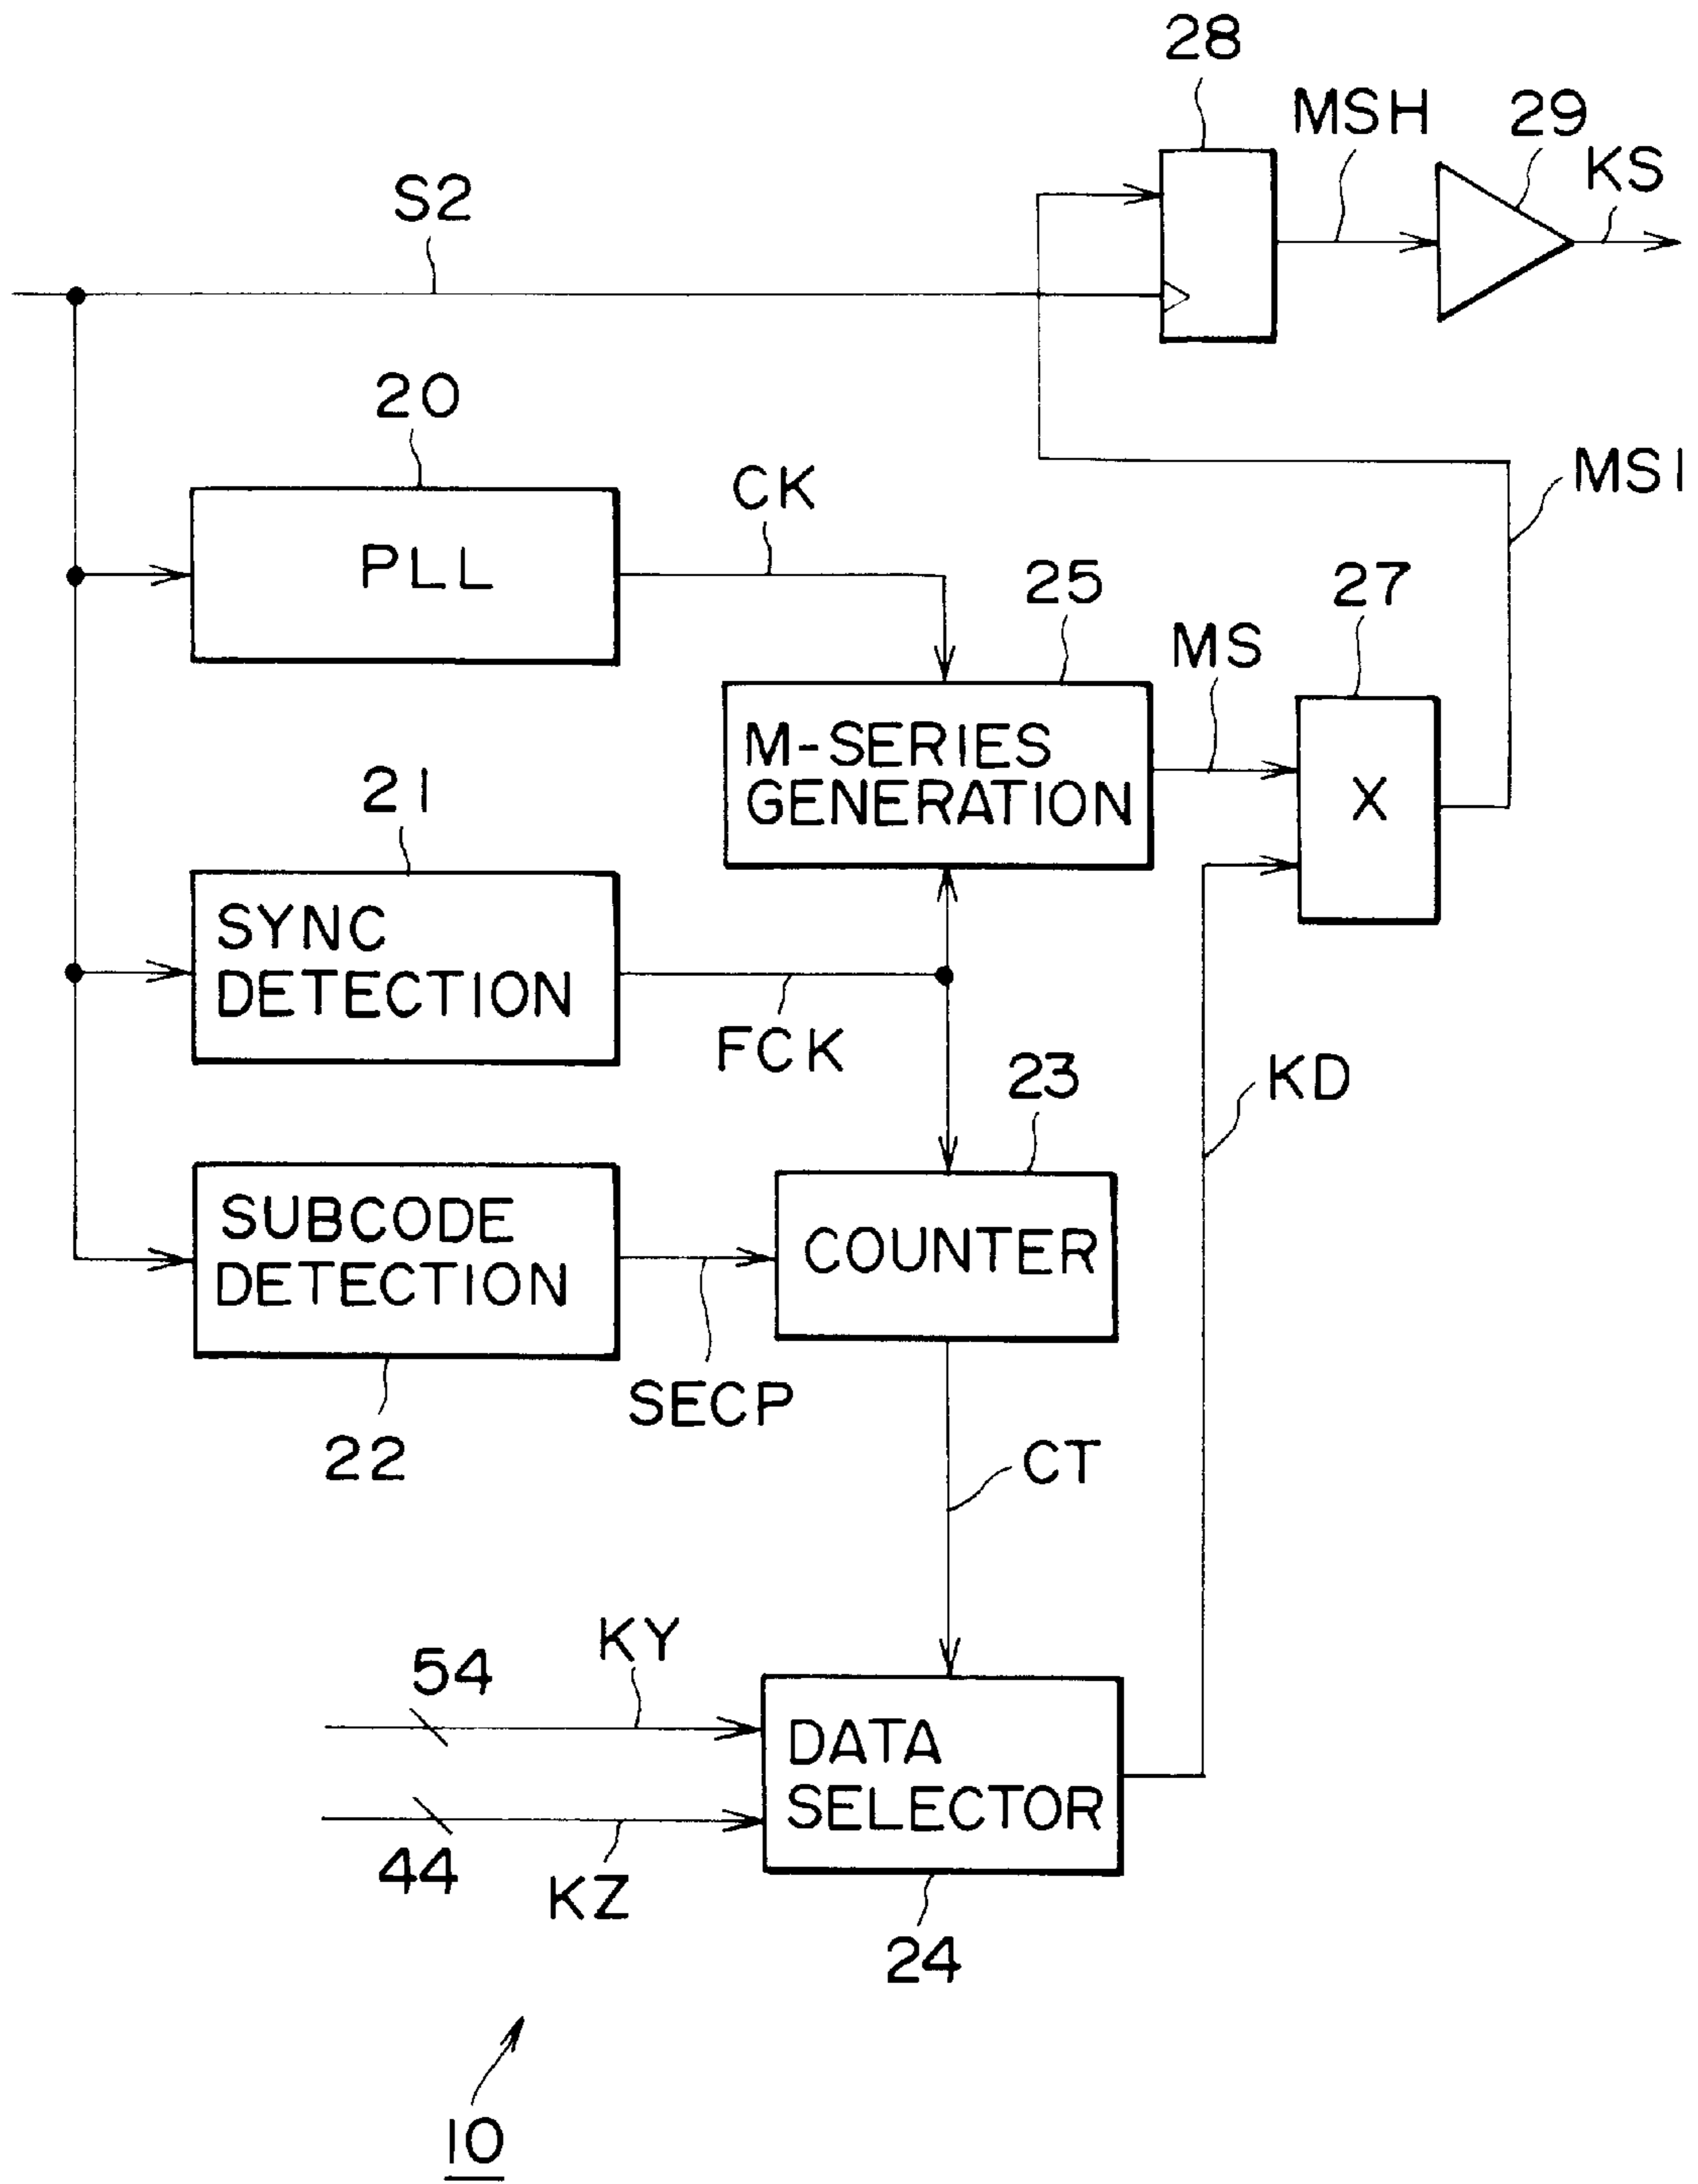 28
MSH
29
KS
S2
20
CK
MS1
PLL
25
27
MS
M-SERIES
GENERATION
X
21
SYNC
DETECTION
FCK
23
KD
SUBCODE
DETECTION
COUNTER
SECP
22
CT
KY
54
DATA
SELECTOR
44
KZ
24
10